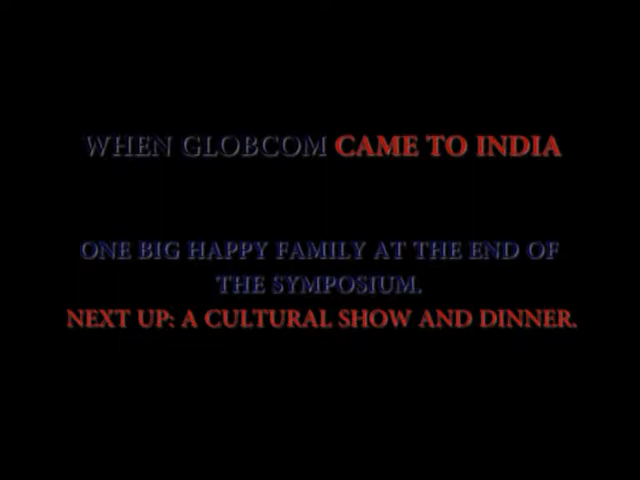 WHEN GLOBCOM CAME TO INDIA
ONE BIG HAPPY FAMILY AT THE END OF
THE SYMPOSIUM.
NEXT UP: A CULTURAL SHOW AND DINNER.